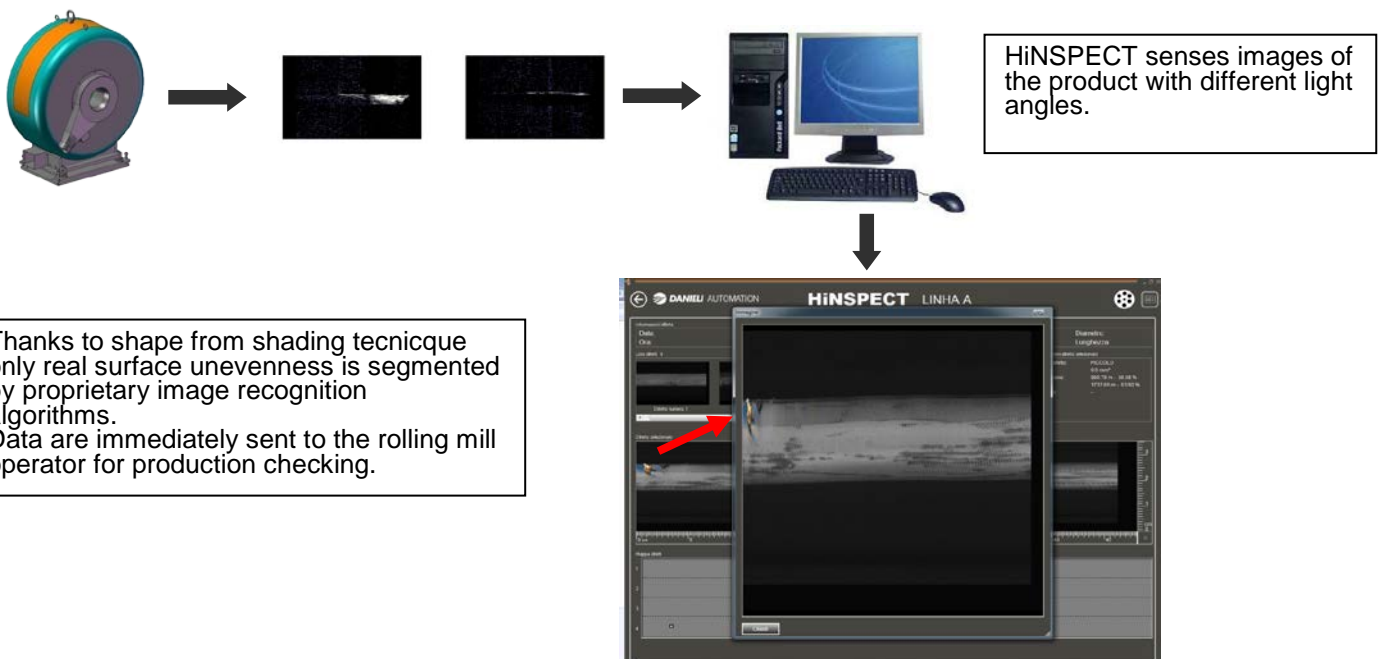 HiNSPECT senses images of
the product with different light
angles.
Thanks to shape from shading tecnicque
only real surface unevenness is segmented
by proprietary image recognition
algorithms.
Data are immediately sent to the rolling mill
operator for production checking.
DANIELI AUTOMATION
HiNSPECT LINHA A
Data:
Ora:
Diametro:
Lunghezza:
PICCOLO